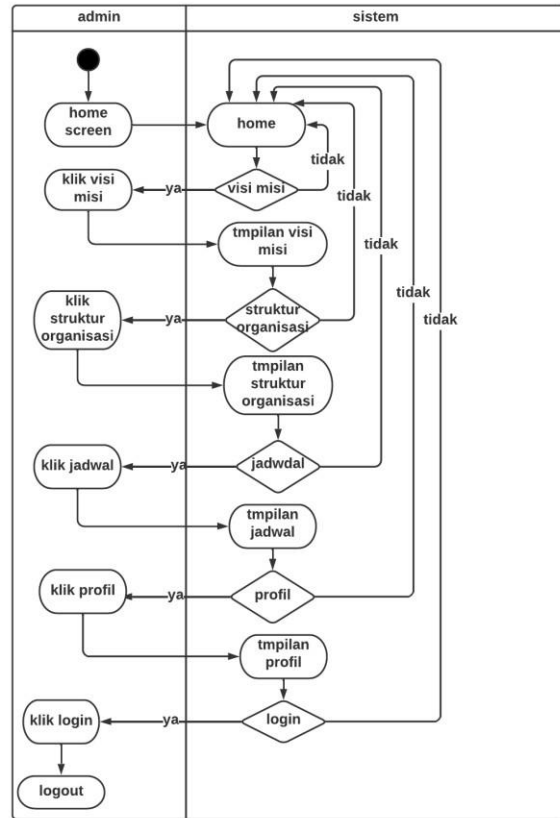 admin
sistem
home
screen
home
tidak
klik visi
misi
ya
visi misi
tidak
tmpilan visi
misi
tidak
klik
struktur
organisasi
ya
struktur
organisasi
tidak
tidak
tmpilan
struktur
organisasi
klik jadwal
ya
jadwdal
tmpilan
jadwal
klik profil
ya
profil
tmpilan
profil
klik login
ya
login
logout